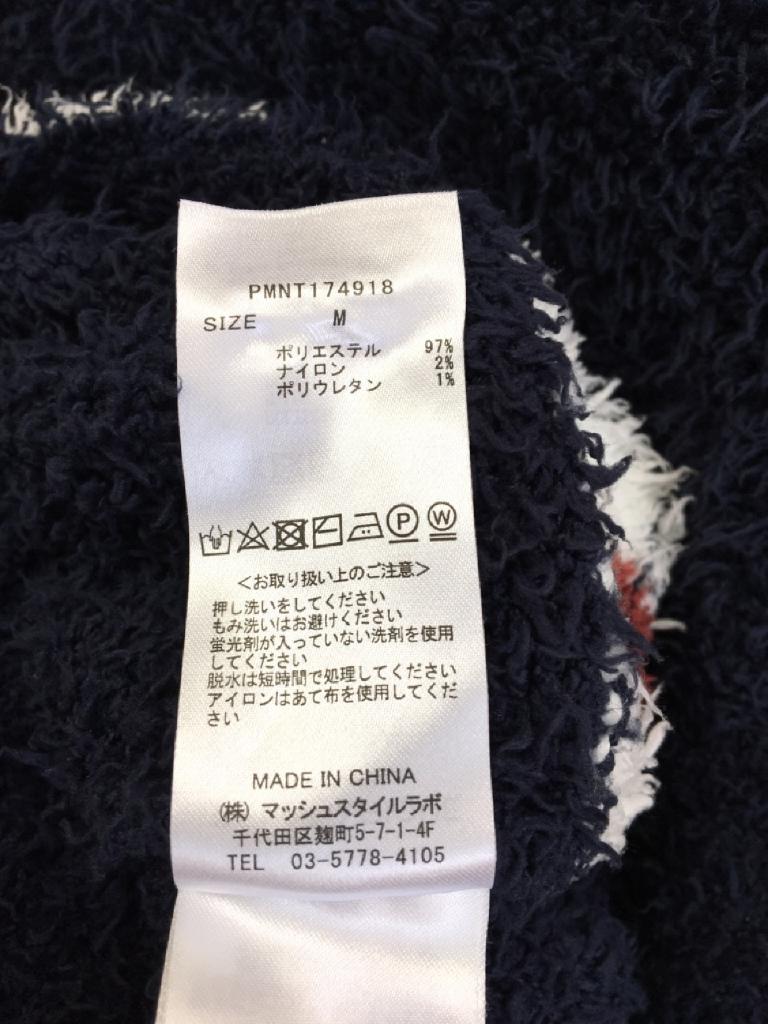 PMNT174918
SIZE M
ポリエステル 97%
ナイロン 2%
ポリウレタン 1%
P W
<お取り扱い上のご注意>
押し洗いをしてください
もみ洗いはお避けください
蛍光剤が入っていない洗剤を使用
してください
脱水は短時間で処理してください
アイロンはあて布を使用してくだ
さい
MADE IN CHINA
(株) マッシュスタイルラボ
千代田区麹町5-7-1-4F
TEL 03-5778-4105